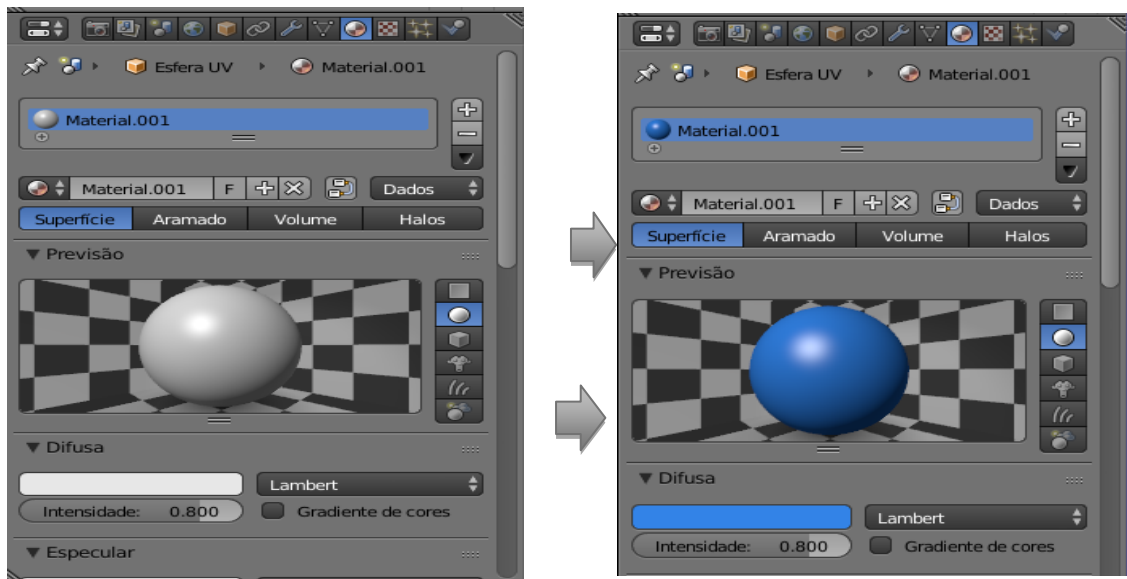 Esfera UV Material.001
Material.001
Material.001 F Dados
Superfície Aramado Volume Halos
Previsão
Difusa
Lambert
Intensidade: 0.800 Gradiente de cores
Especular
Esfera UV Material.001
Material.001
Material.001 F Dados
Superfície Aramado Volume Halos
Previsão
Difusa
Lambert
Intensidade: 0.800 Gradiente de cores